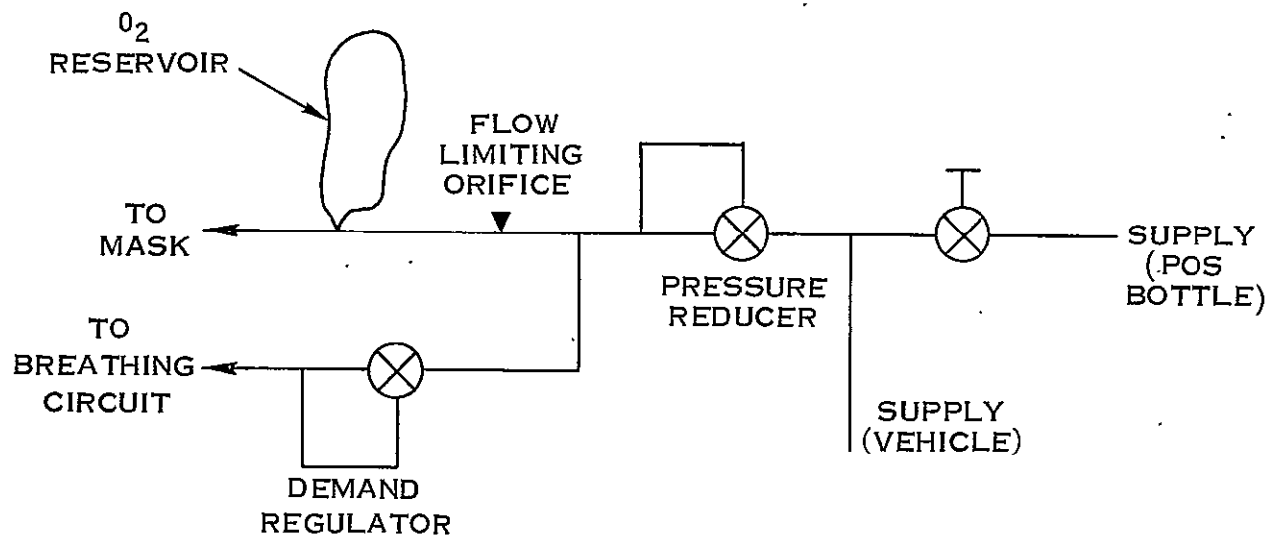 O2
RESERVOIR
FLOW
LIMITING
ORIFICE
TO
MASK
PRESSURE
REDUCER
SUPPLY
(.POS
BOTTLE)
TO
BREATHING
CIRCUIT
SUPPLY
(VEHICLE)
DEMAND
REGULATOR